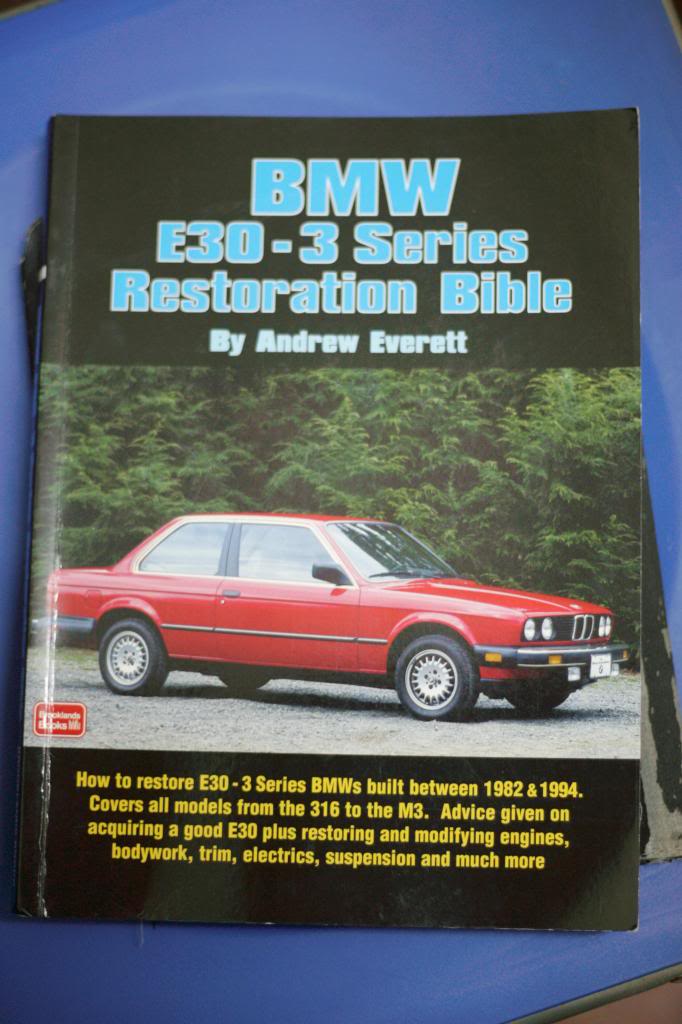 BMW
E30 - 3 Series
Restoration Bible
By Andrew Everett
Brooklands
Books
How to restore E30 - 3 Series BMWs built between 1982 & 1994.
Covers all models from the 316 to the M3. Advice given on
acquiring a good E30 plus restoring and modifying engines,
bodywork, trim, electrics, suspension and much more